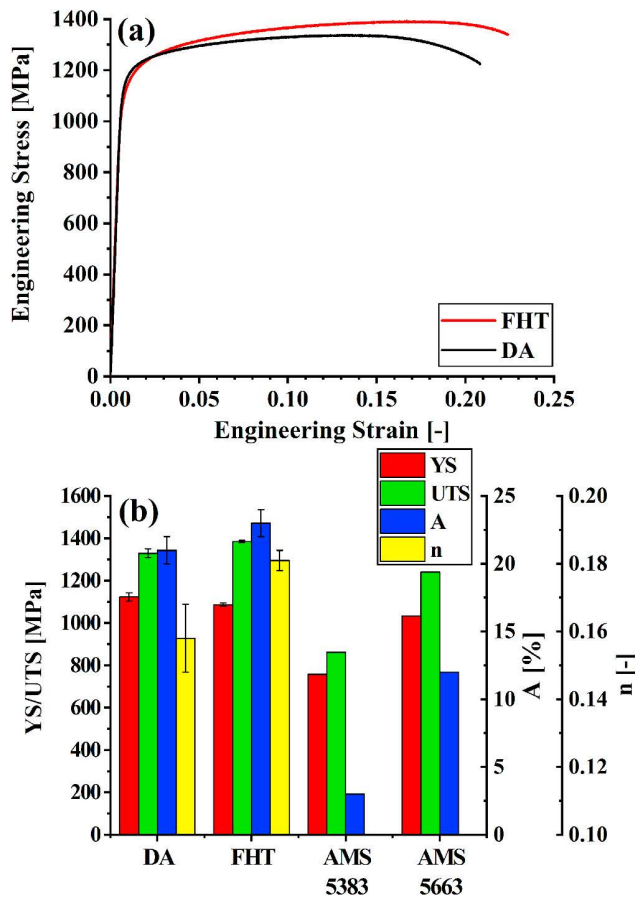 (a)
Engineering Stress [MPa]
1400
1200
1000
800
600
400
200
0
FHT
DA
0.00 0.05 0.10 0.15 0.20 0.25
Engineering Strain [-]
YS
UTS
A
n
(b)
YS/UTS [MPa]
1600
1400
1200
1000
800
600
400
200
0
25
20
15
10
5
0
A [%]
0.20
0.18
0.16
0.14
0.12
0.10
n [-]
DA FHT AMS AMS
5383 5663